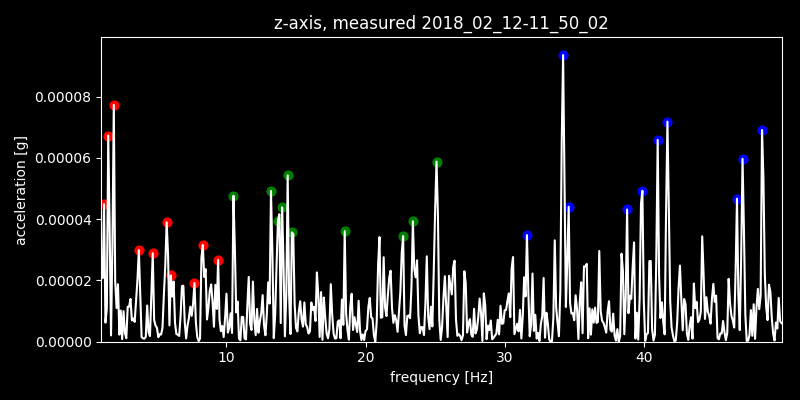 z-axis, measured 2018_02_12-11_50_02
acceleration [g]
0.00008
0.00006
0.00004
0.00002
0.00000
10 20 30 40
frequency [Hz]